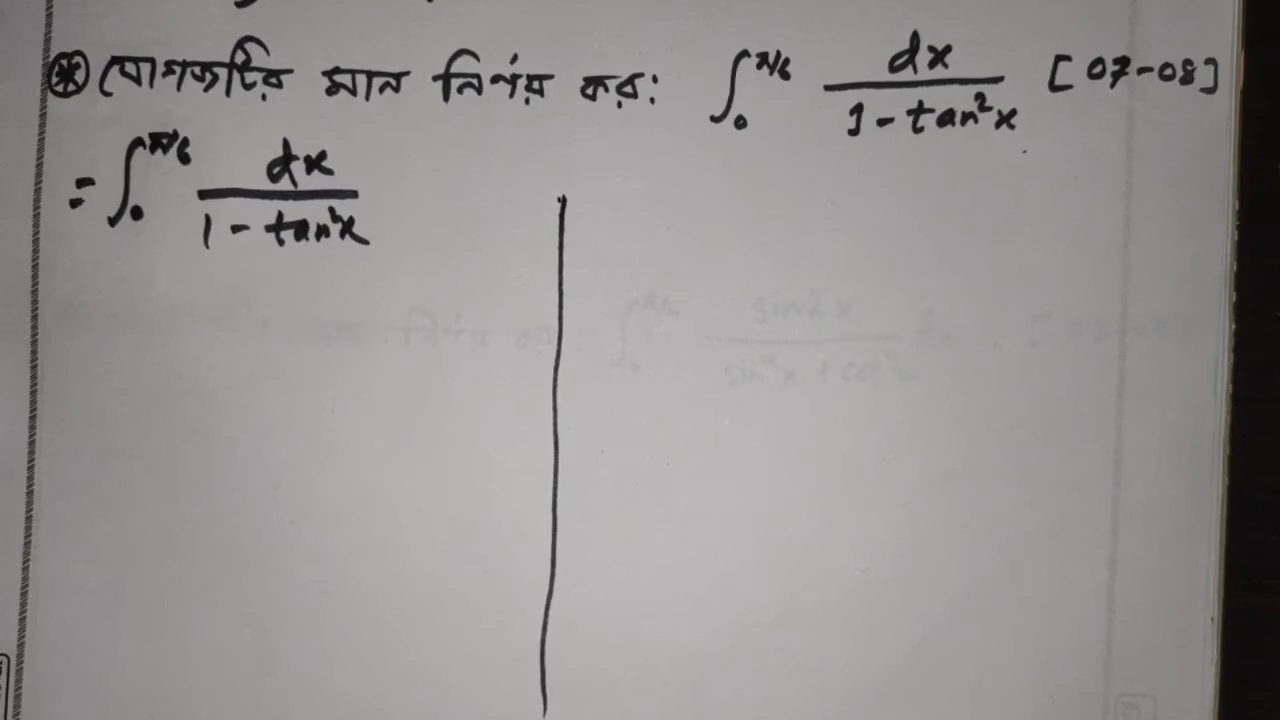 ⊛ যোগজটির মান নির্ণয় কর: ∫₀^(π/6) dx/(1-tan²x) [07-08]
= ∫₀^(π/6) dx/(1-tan²x)